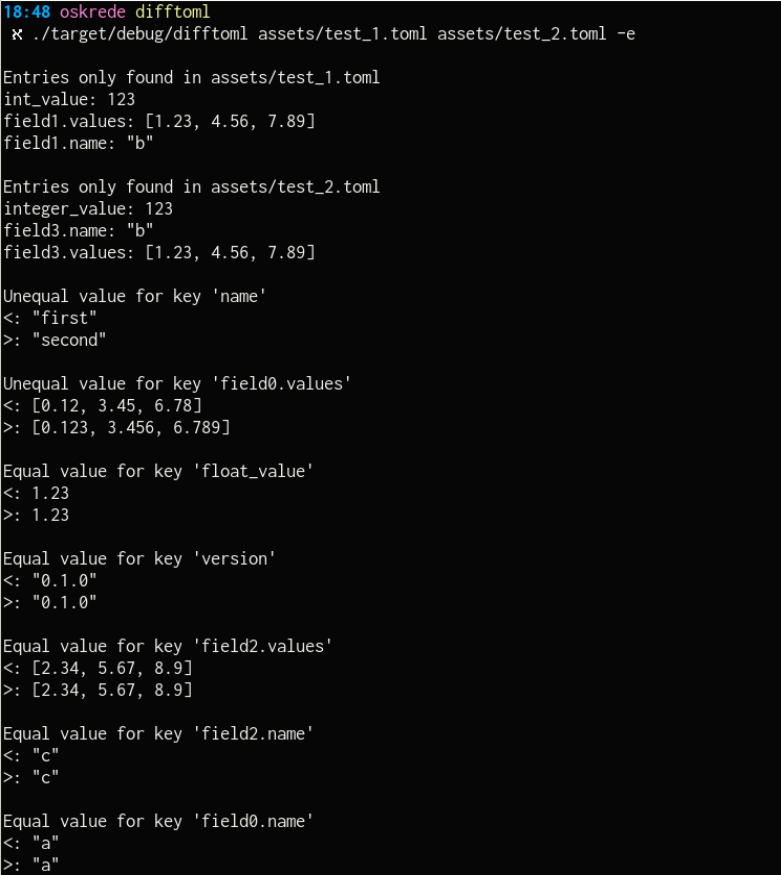 18:48 oskrede difftoml
ӿ ./target/debug/difftoml assets/test_1.toml assets/test_2.toml -e
Entries only found in assets/test_1.toml
int_value: 123
field1.values: [1.23, 4.56, 7.89]
field1.name: "b"
Entries only found in assets/test_2.toml
integer_value: 123
field3.name: "b"
field3.values: [1.23, 4.56, 7.89]
Unequal value for key 'name'
<: "first"
>: "second"
Unequal value for key 'field0.values'
<: [0.12, 3.45, 6.78]
>: [0.123, 3.456, 6.789]
Equal value for key 'float_value'
<: 1.23
>: 1.23
Equal value for key 'version'
<: "0.1.0"
>: "0.1.0"
Equal value for key 'field2.values'
<: [2.34, 5.67, 8.9]
>: [2.34, 5.67, 8.9]
Equal value for key 'field2.name'
<: "c"
>: "c"
Equal value for key 'field0.name'
<: "a"
>: "a"